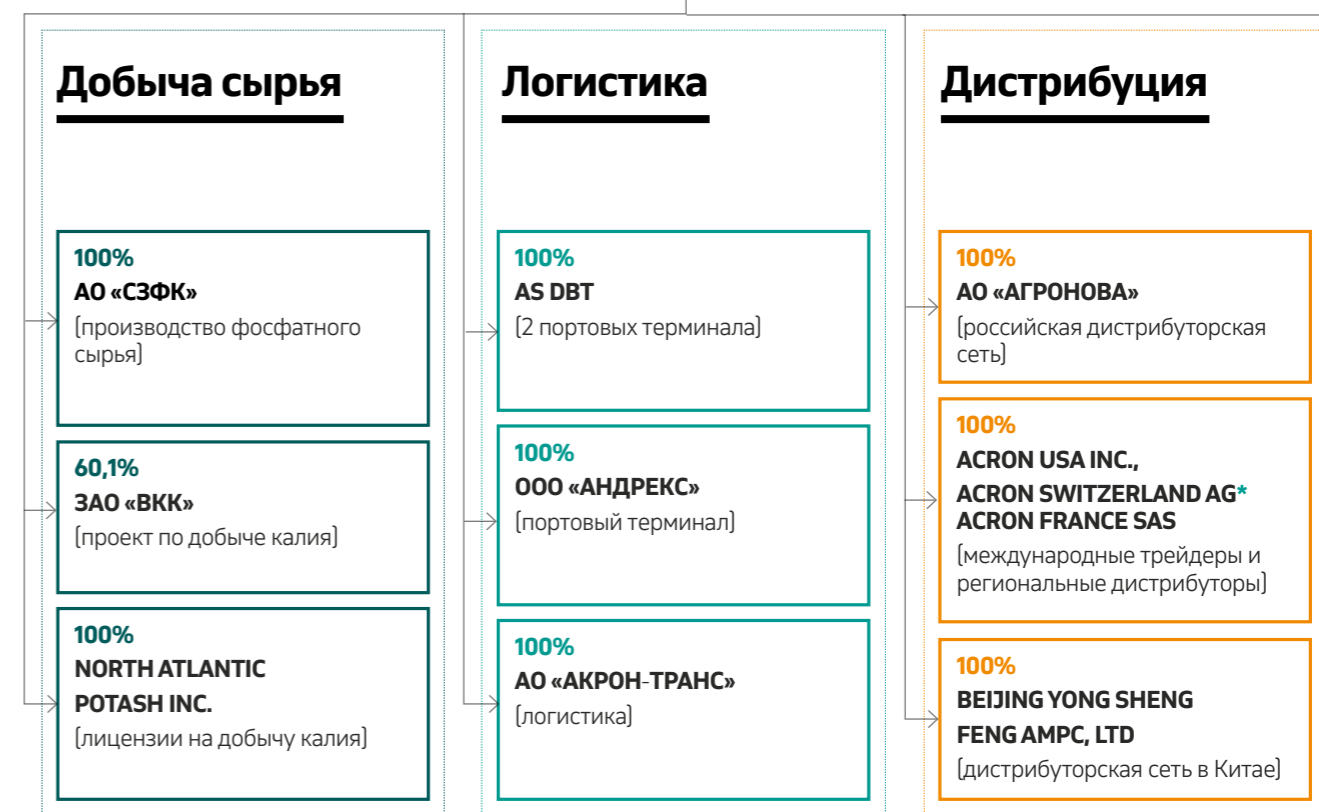 Добыча сырья
100%
АО «СЗФК»
(производство фосфатного
сырья)
60,1%
ЗАО «ВКК»
(проект по добыче калия)
100%
NORTH ATLANTIC
POTASH INC.
(лицензии на добычу калия)
Логистика
100%
AS DBT
(2 портовых терминала)
100%
ООО «АНДРЕКС»
(портовый терминал)
100%
АО «АКРОН-ТРАНС»
(логистика)
Дистрибуция
100%
АО «АГРОНОВА»
(российская дистрибуторская
сеть)
100%
ACRON USA INC.,
ACRON SWITZERLAND AG*
ACRON FRANCE SAS
(международные трейдеры и
региональные дистрибуторы)
100%
BEIJING YONG SHENG
FENG AMPC, LTD
(дистрибуторская сеть в Китае)